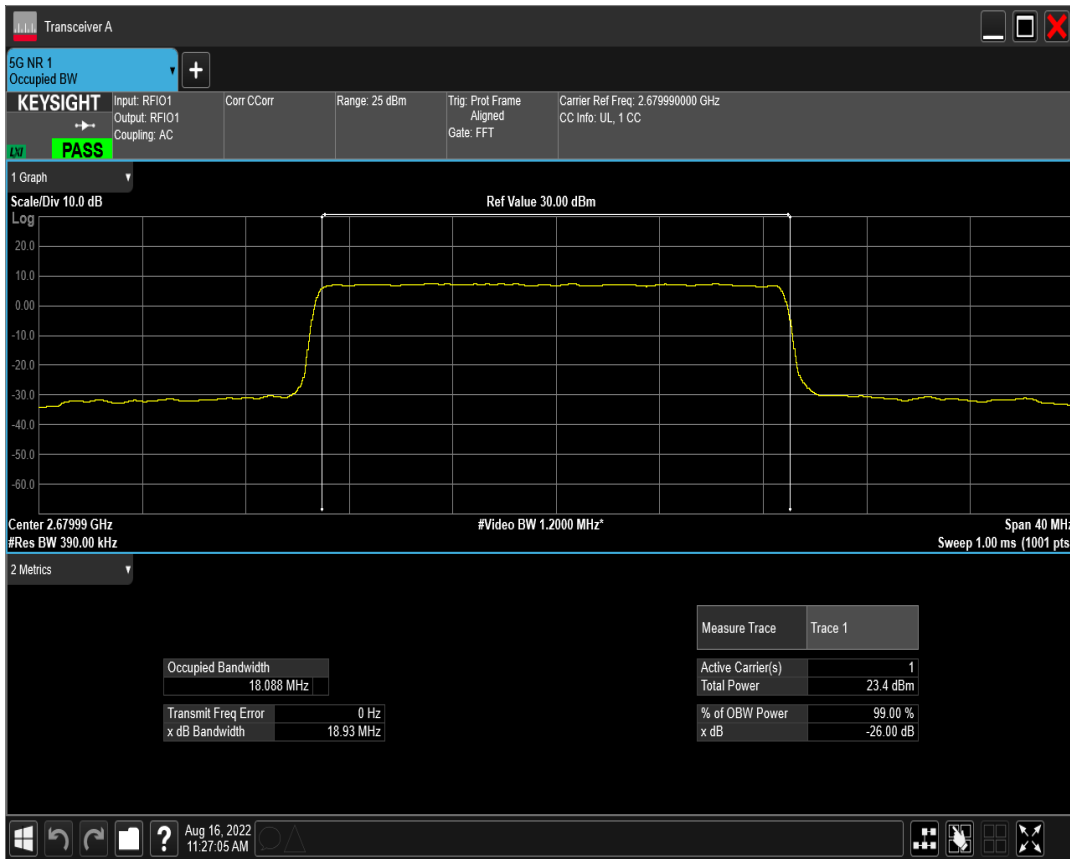 Transceiver A
5G NR 1
Occupied BW
KEYSIGHT
LXI
PASS
Input: RFIO1
Output: RFIO1
Coupling: AC
Corr CCorr
Range: 25 dBm
Trig: Prot Frame
Aligned
Gate: FFT
Carrier Ref Freq: 2.679990000 GHz
CC Info: UL, 1 CC
1 Graph
Scale/Div 10.0 dB
Ref Value 30.00 dBm
Log
20.0
10.0
0.00
-10.0
-20.0
-30.0
-40.0
-50.0
-60.0
Center 2.67999 GHz
#Video BW 1.2000 MHz*
Span 40 MHz
#Res BW 390.00 kHz
Sweep 1.00 ms (1001 pts
2 Metrics
Measure Trace Trace 1
Occupied Bandwidth
18.088 MHz
Active Carrier(s) 1
Total Power 23.4 dBm
Transmit Freq Error 0 Hz
x dB Bandwidth 18.93 MHz
% of OBW Power 99.00 %
x dB -26.00 dB
?
Aug 16, 2022
11:27:05 AM